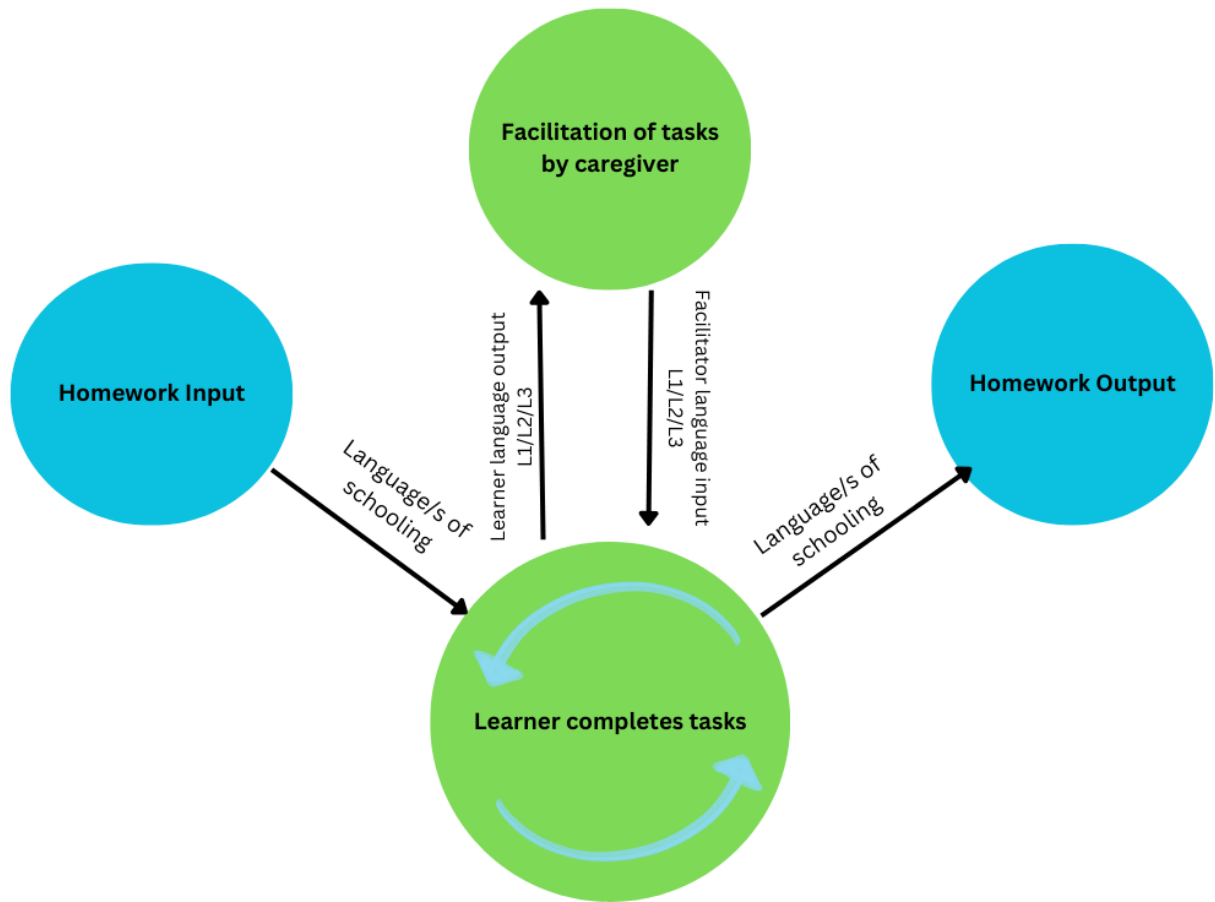 Facilitation of tasks
by caregiver
Homework Input
Homework Output
Language/s of
schooling
Learner language output
L1/L2/L3
Facilitator language input
L1/L2/L3
Language/s of
schooling
Learner completes tasks